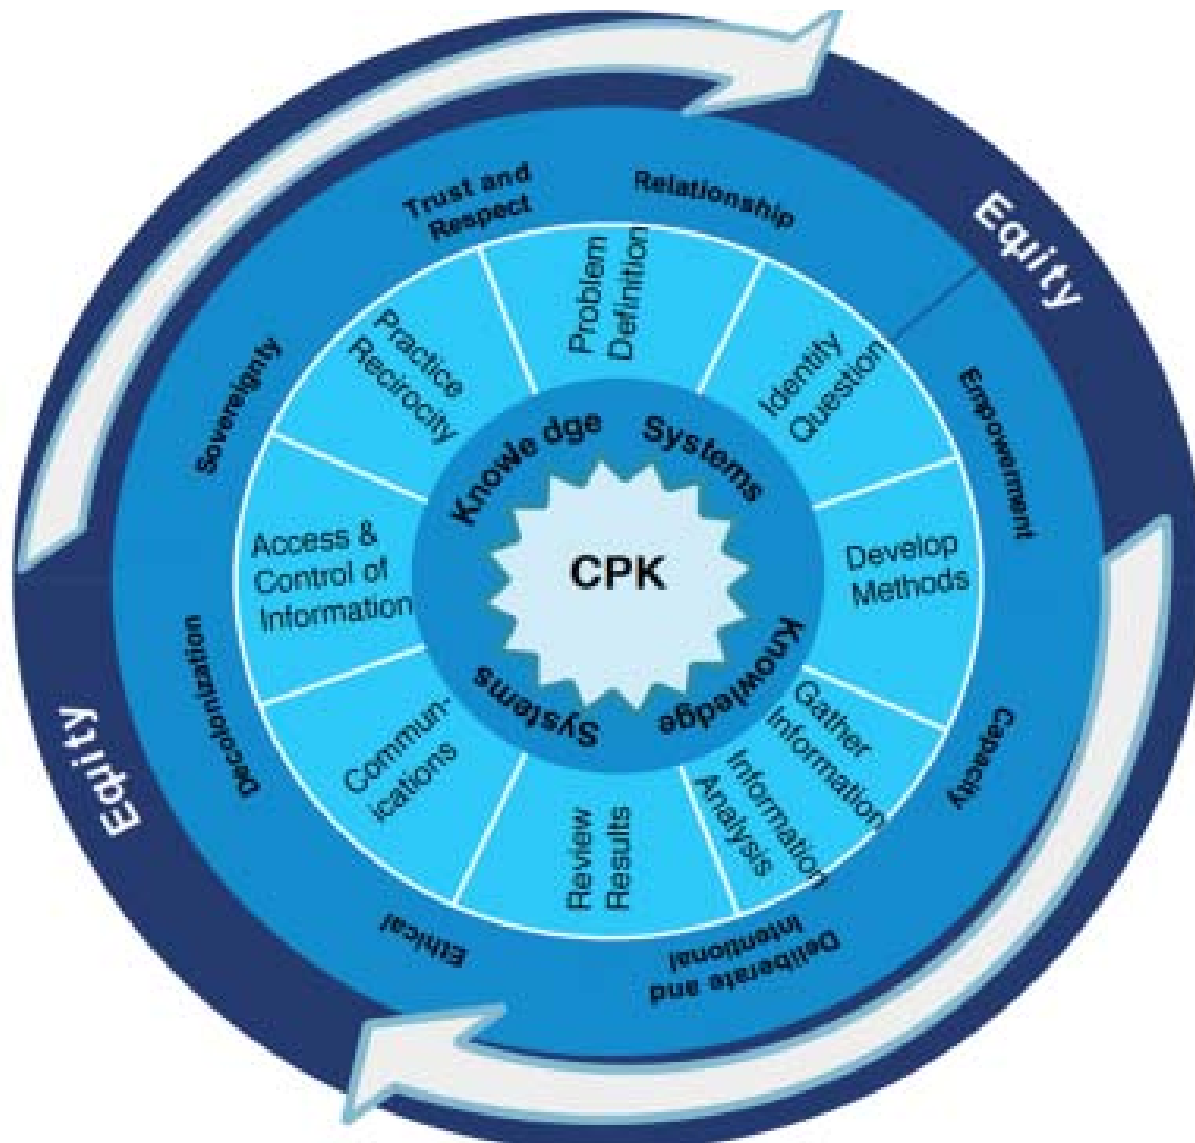 Equity
Relationship
Empowerment
Capacity
Deliberate and
Intentional
Ethical
Decolonization
Sovereignty
Trust and
Respect
Equity
Problem
Definition
Identify
Question
Develop
Methods
Gather
Information
Information
Analysis
Review
Results
Commun-
ications
Access &
Control of
Information
Practice
Recirocity
Knowle dge
Systems
Knowledge
Systems
CPK